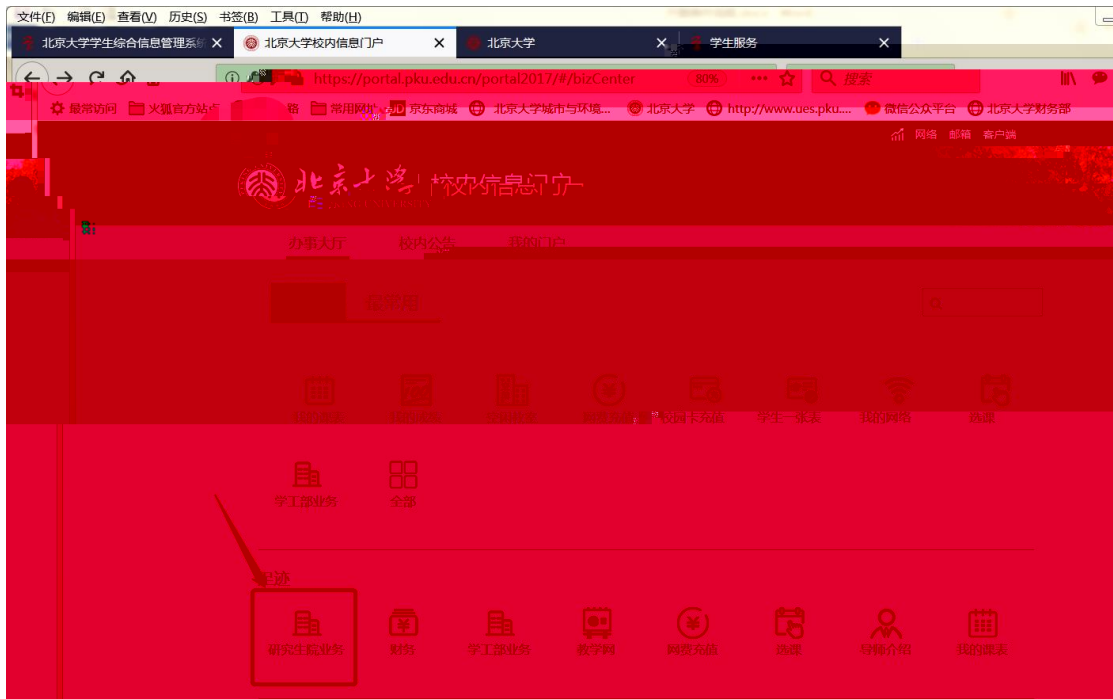 文件(F) 编辑(E) 查看(V) 历史(S) 书签(B) 工具(T) 帮助(H)
北京大学学生综合信息管理系统 北京大学校内信息门户 北京大学 学生服务
https://portal.pku.edu.cn/portal2017/#/bizCenter 80% 搜索
最常访问 火狐官方站点 常用网址 京东商城 北京大学城市与环境... 北京大学 http://www.ues.pku.... 微信公众平台 北京大学财务部
网络 邮箱 客户端
北京大学 校内信息门户
办事大厅 校内公告 我的门户
最常用
校园卡充值 学生一张表 我的网络 选课
学工部业务 全部
足迹
研究生院业务 财务 学工部业务 教学网 网费充值 选课 导师介绍 我的课表